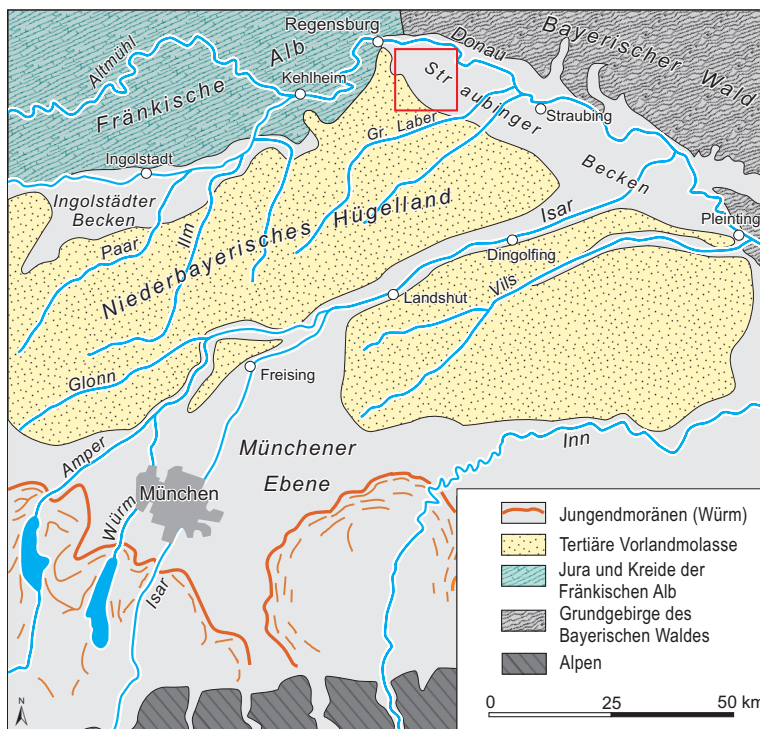 Regensburg
Donau
Bayerischer Wald
Altmühl
Fränkische Alb
Kehlheim
Straubinger
Becken
Straubing
Gr. Laber
Ingolstadt
Ingolstädter
Becken
Paar
Ilm
Niederbayerisches Hügelland
Isar
Pleinting
Dingolfing
Landshut
Vils
Glonn
Freising
Amper
Münchener
Ebene
Inn
München
Würm
Isar
Jungendmoränen (Würm)
Tertiäre Vorlandmolasse
Jura und Kreide der
Fränkischen Alb
Grundgebirge des
Bayerischen Waldes
Alpen
N
0 25 50 km